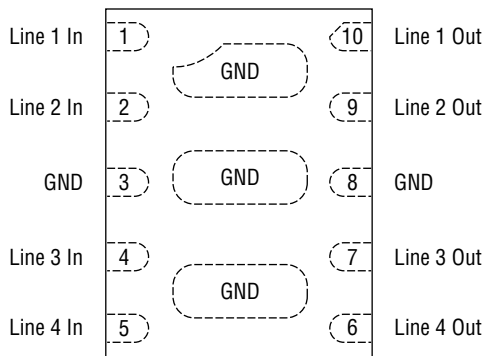 Line 1 In 1 10 Line 1 Out
GND
Line 2 In 2 9 Line 2 Out
GND 3 GND 8 GND
Line 3 In 4 7 Line 3 Out
GND
Line 4 In 5 6 Line 4 Out